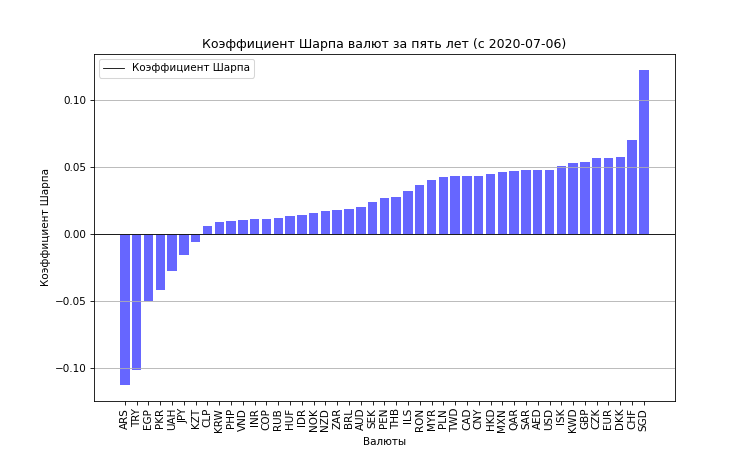 Коэффициент Шарпа валют за пять лет (с 2020-07-06)
Коэффициент Шарпа
Коэффициент Шарпа
0.10
0.05
0.00
−0.05
−0.10
ARS
TRY
EGP
PKR
UAH
JPY
KZT
CLP
KRW
PHP
VND
INR
COP
RUB
HUF
IDR
NOK
NZD
ZAR
BRL
AUD
SEK
PEN
THB
ILS
RON
MYR
PLN
TWD
CAD
CNY
HKD
MXN
QAR
SAR
AED
USD
ISK
KWD
GBP
CZK
EUR
DKK
CHF
SGD
Валюты